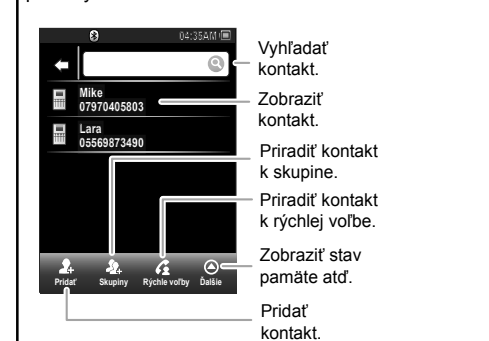 04:35AM
Vyhľadať
kontakt.
Mike
07970405803
Zobraziť
kontakt.
Lara
05569873490
Priradiť kontakt
k skupine.
Priradiť kontakt
k rýchlej voľbe.
Zobraziť stav
pamäte atď.
Pridať
Skupiny
Rýchle voľby
Ďalšie
Pridať
kontakt.